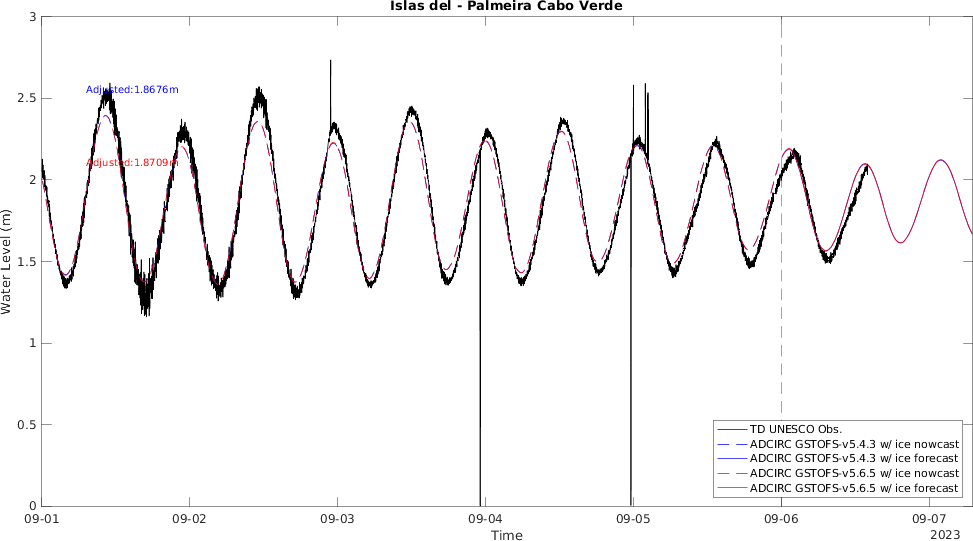 Islas del - Palmeira Cabo Verde
3
2.5
2
1.5
1
0.5
0
Water Level (m)
Adjusted:1.8676m
Adjusted:1.8709m
TD UNESCO Obs.
ADCIRC GSTOFS-v5.4.3 w/ ice nowcast
ADCIRC GSTOFS-v5.4.3 w/ ice forecast
ADCIRC GSTOFS-v5.6.5 w/ ice nowcast
ADCIRC GSTOFS-v5.6.5 w/ ice forecast
09-01 09-02 09-03 09-04 09-05 09-06 09-07
Time
2023